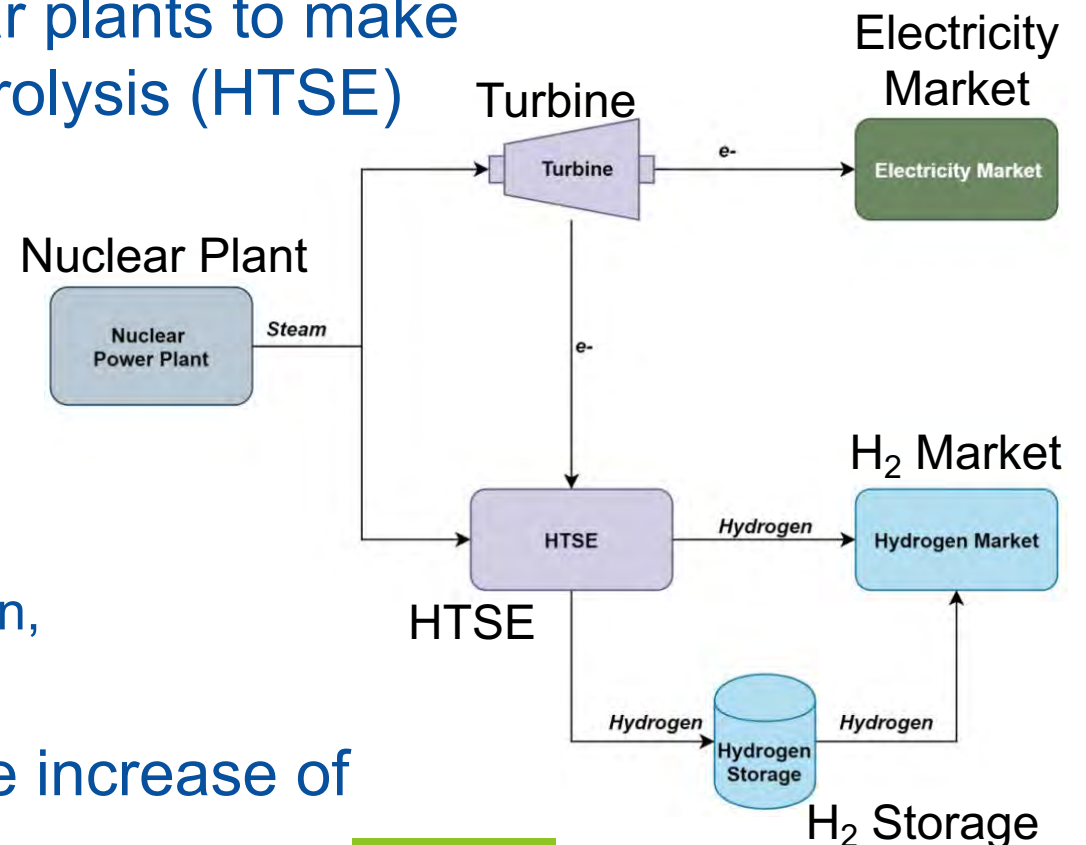 ar plants to make
rolysis (HTSE)
Electricity
Market
Turbine
Turbine
e-
Electricity Market
Nuclear Plant
Nuclear
Power Plant
Steam
e-
H₂ Market
HTSE
Hydrogen
Hydrogen Market
n,
HTSE
Hydrogen
Hydrogen
Storage
Hydrogen
e increase of
H₂ Storage